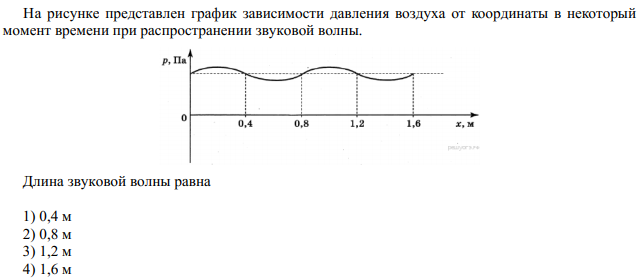 На рисунке представлен график зависимости давления воздуха от координаты в некоторый
момент времени при распространении звуковой волны.
p, Па
0
0,4 0,8 1,2 1,6 x, м
Длина звуковой волны равна
1) 0,4 м
2) 0,8 м
3) 1,2 м
4) 1,6 м